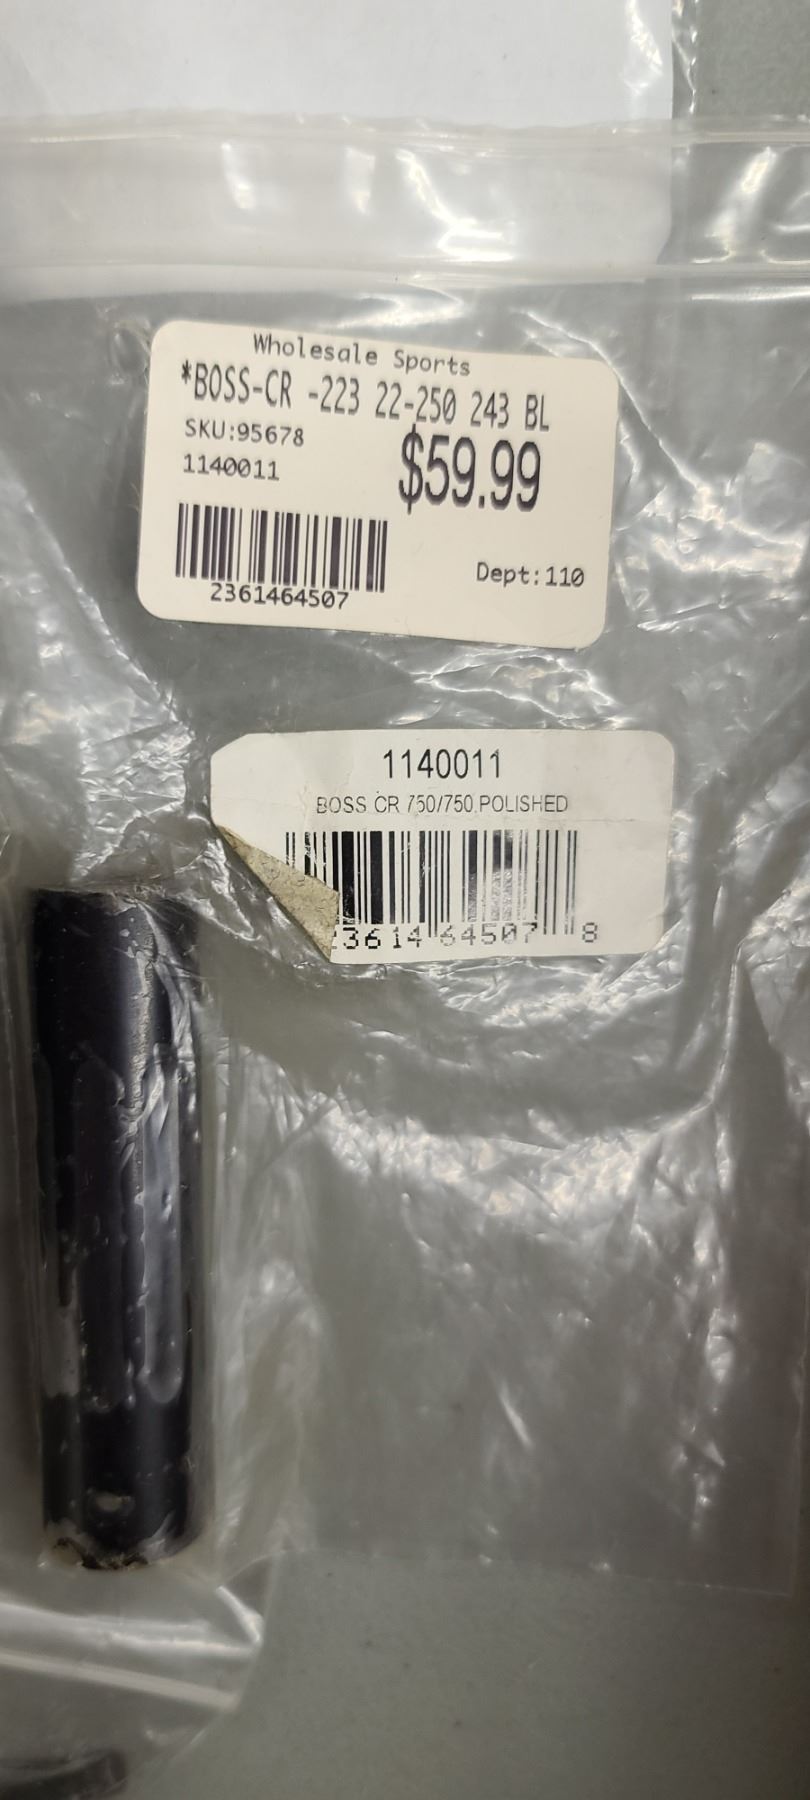 Wholesale Sports
*BOSS-CR -223 22-250 243 BL
SKU:95678
$59.99
1140011
2361464507
Dept:110
1140011
BOSS CR 750/750 POLISHED
23614 64507 8